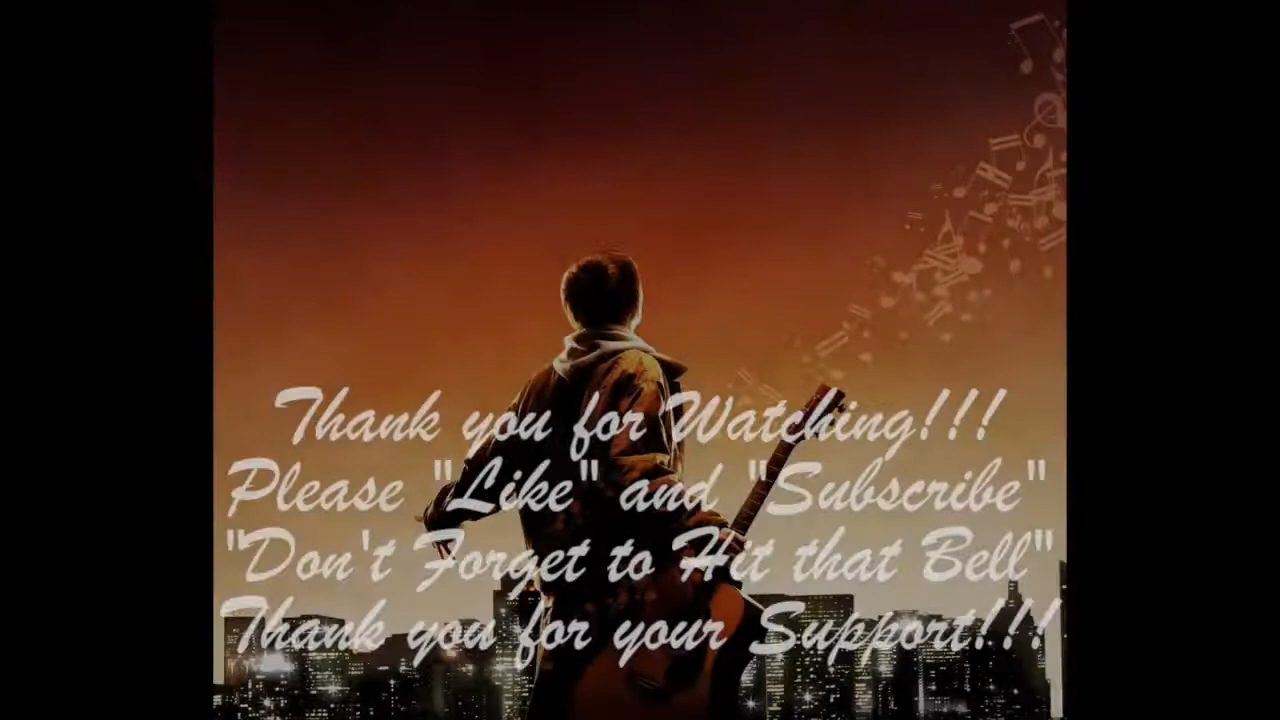 Thank you for Watching!!!
Please "Like" and "Subscribe"
"Don't Forget to Hit that Bell"
Thank you for your Support!!!